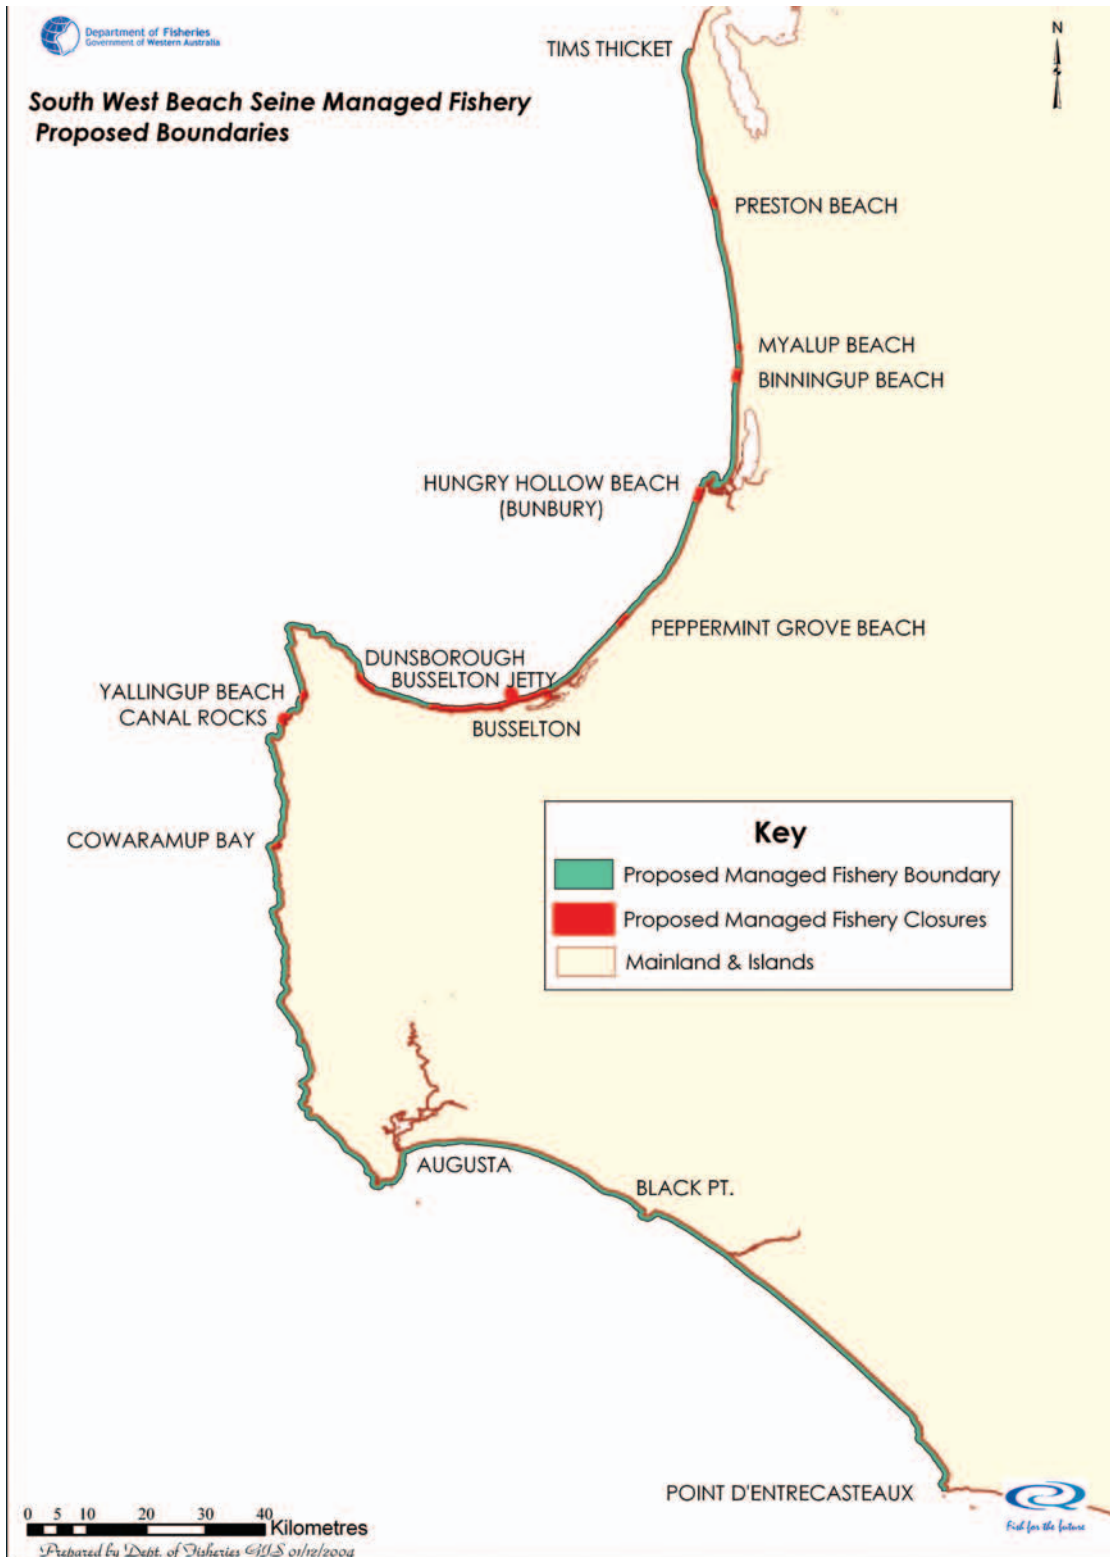 Department of Fisheries
Government of Western Australia
South West Beach Seine Managed Fishery
Proposed Boundaries
N
TIMS THICKET
PRESTON BEACH
MYALUP BEACH
BINNINGUP BEACH
HUNGRY HOLLOW BEACH
(BUNBURY)
PEPPERMINT GROVE BEACH
DUNSBOROUGH
BUSSELTON JETTY
YALLINGUP BEACH
CANAL ROCKS
BUSSELTON
COWARAMUP BAY
Key
Proposed Managed Fishery Boundary
Proposed Managed Fishery Closures
Mainland & Islands
AUGUSTA
BLACK PT.
POINT D'ENTRECASTEAUX
0 5 10 20 30 40
Kilometres
Prepared by Dept. of Fisheries GIS 01/12/2004
Fish for the future